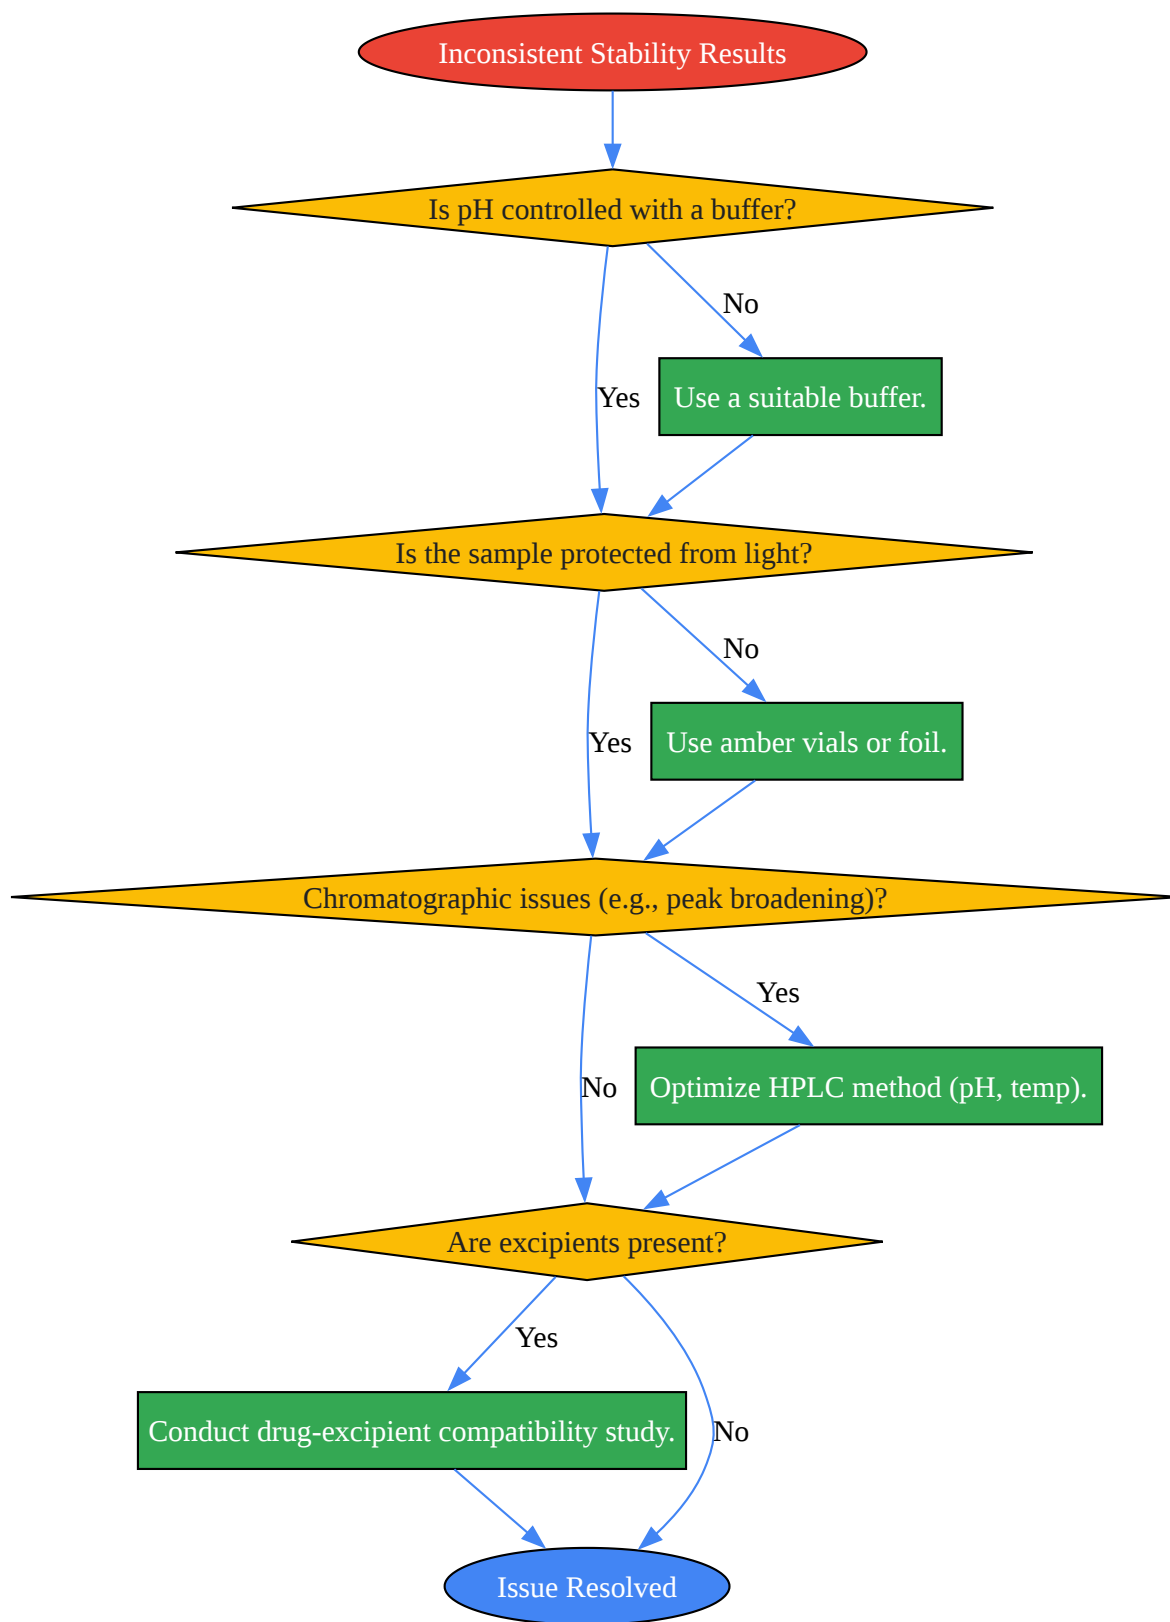 Inconsistent Stability Results
Is pH controlled with a buffer?
No
Yes
Use a suitable buffer.
Is the sample protected from light?
No
Yes
Use amber vials or foil.
Chromatographic issues (e.g., peak broadening)?
Yes
No
Optimize HPLC method (pH, temp).
Are excipients present?
Yes
Conduct drug-excipient compatibility study.
No
Issue Resolved